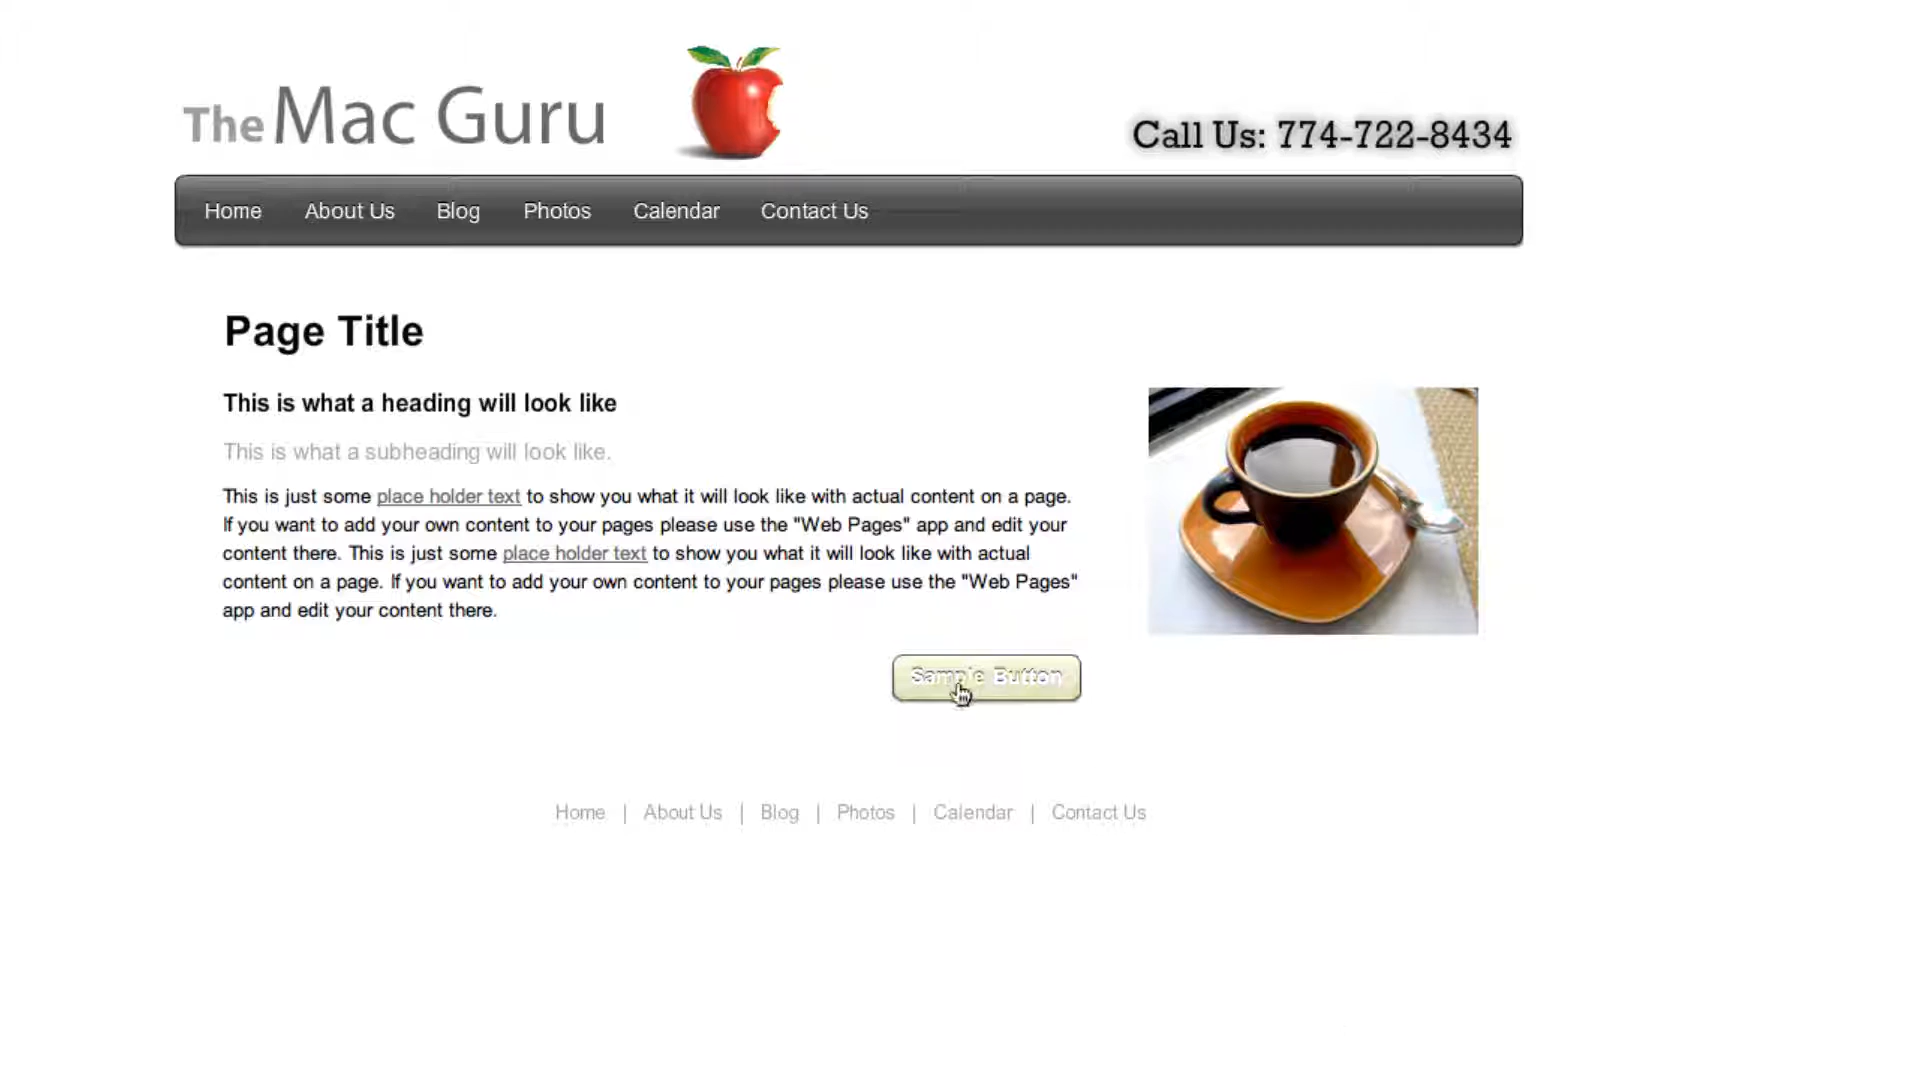 The Mac Guru
Call Us: 774-722-8434
Home About Us Blog Photos Calendar Contact Us
Page Title
This is what a heading will look like
This is what a subheading will look like.
This is just some place holder text to show you what it will look like with actual content on a page.
If you want to add your own content to your pages please use the "Web Pages" app and edit your
content there. This is just some place holder text to show you what it will look like with actual
content on a page. If you want to add your own content to your pages please use the "Web Pages"
app and edit your content there.
Sample Button
Home | About Us | Blog | Photos | Calendar | Contact Us